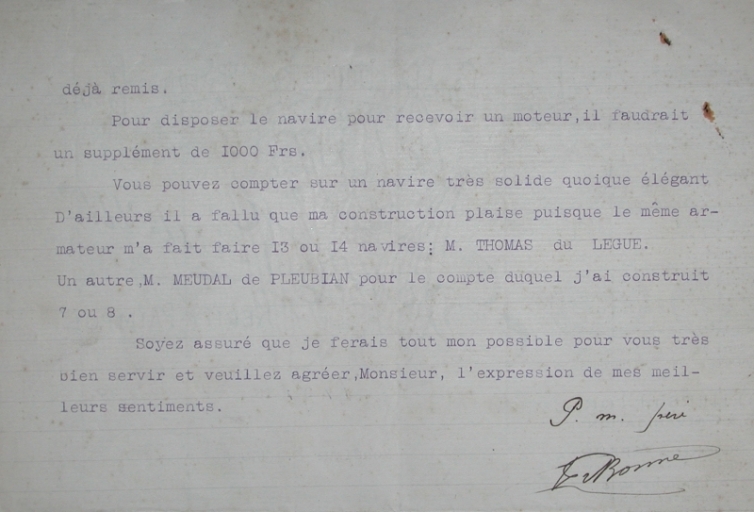 déjà remis.
Pour disposer le navire pour recevoir un moteur,il faudrait
un supplément de I000 Frs.
Vous pouvez compter sur un navire très solide quoique élégant
D'ailleurs il a fallu que ma construction plaise puisque le même ar-
mateur m'a fait faire I3 ou I4 navires; M. THOMAS du LEGUE.
Un autre,M. MEUDAL de PLEUBIAN pour le compte duquel j'ai construit
7 ou 8 .
Soyez assuré que je ferais tout mon possible pour vous très
bien servir et veuillez agréer,Monsieur, l'expression de mes meil-
leurs sentiments.
P. m.
Bonne